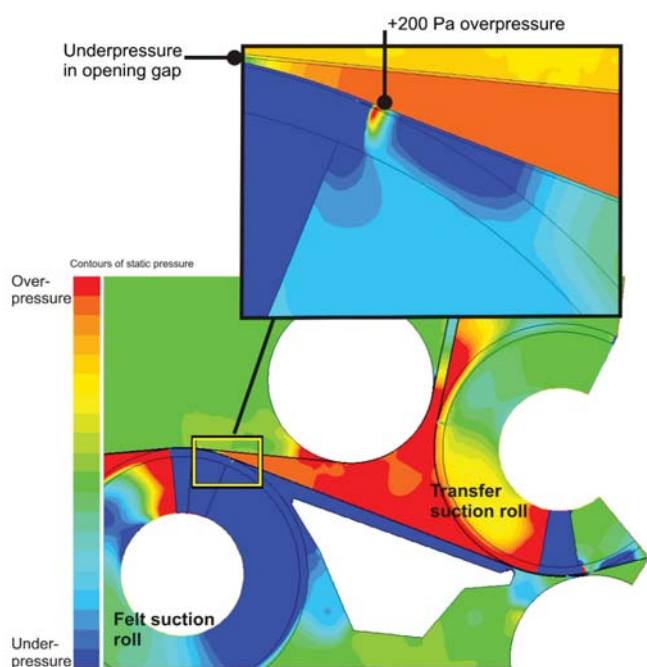 +200 Pa overpressure
Underpressure
in opening gap
Contours of static pressure
Over-
pressure
Transfer
suction roll
Felt suction
roll
Under-
pressure